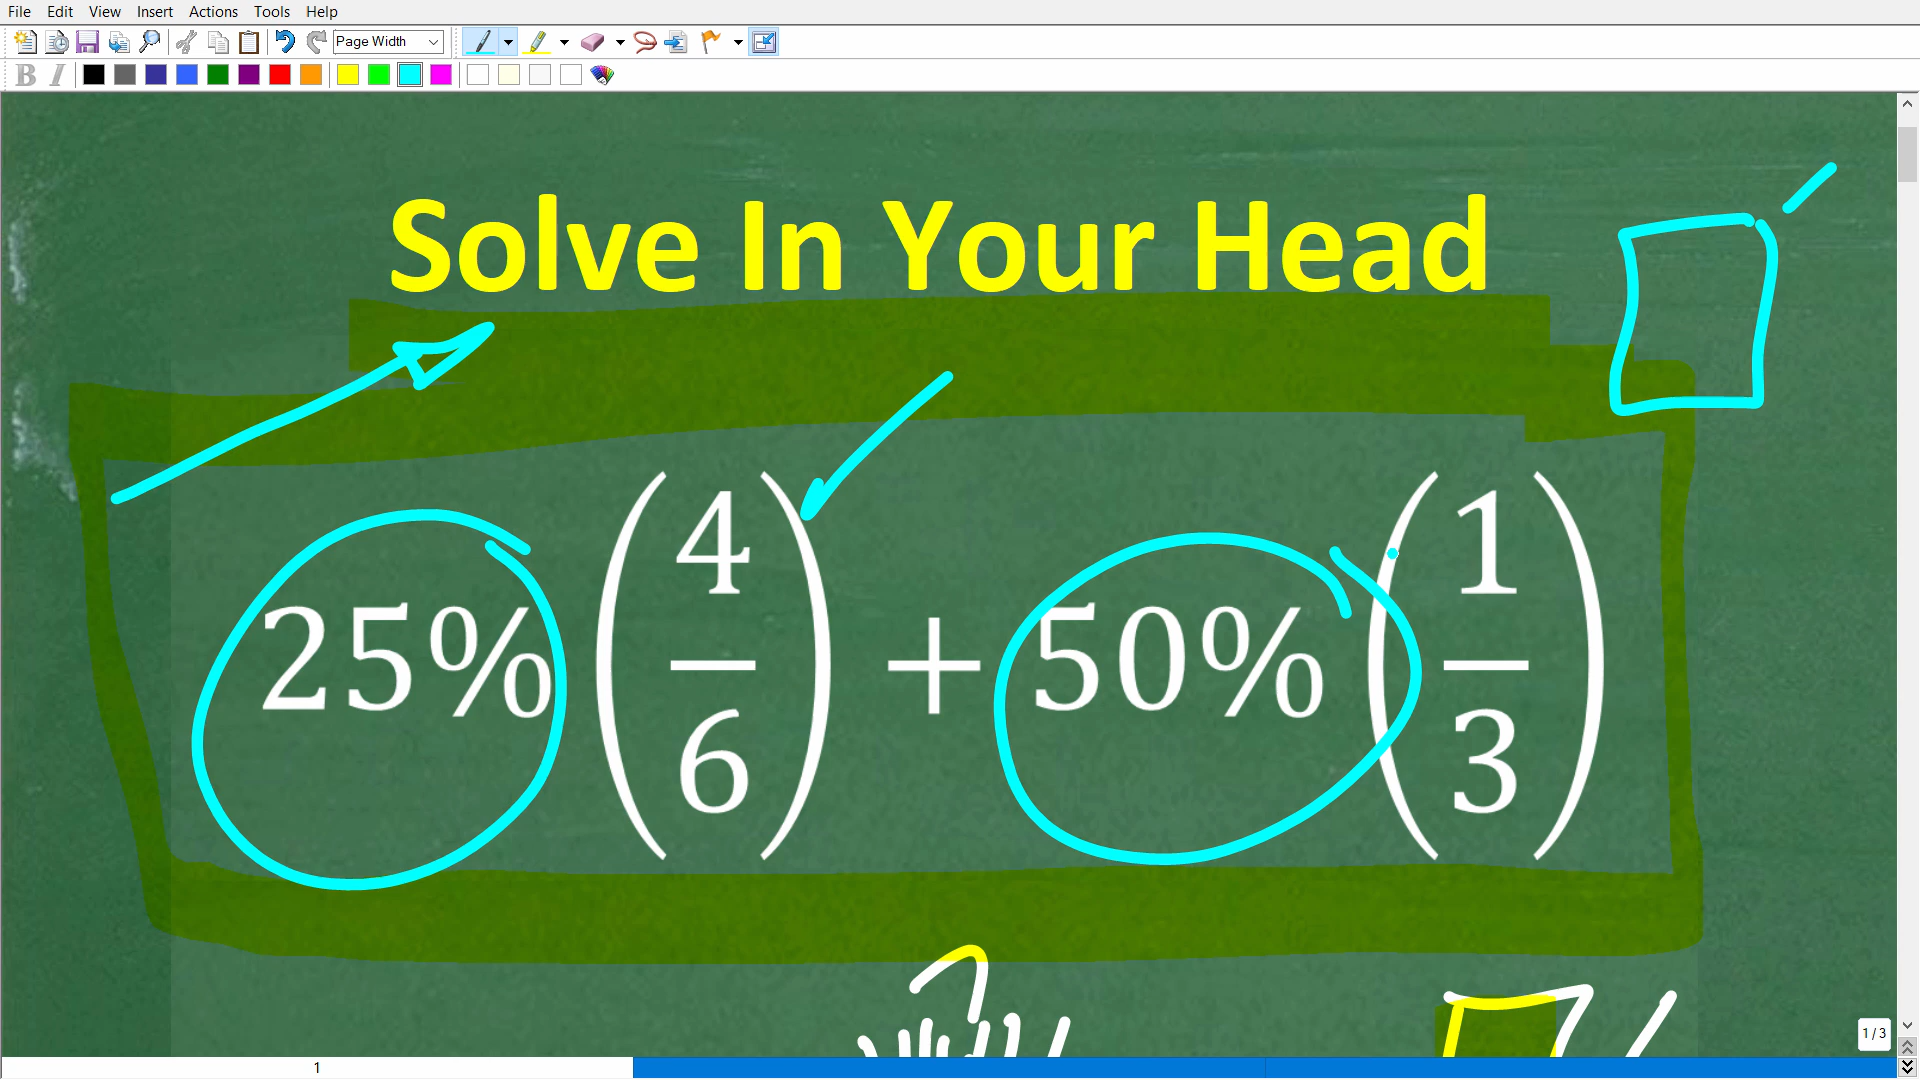 File Edit View Insert Actions Tools Help
Page Width
B I
Solve In Your Head
25% (4/6) + 50% (1/3)
1 / 3
1